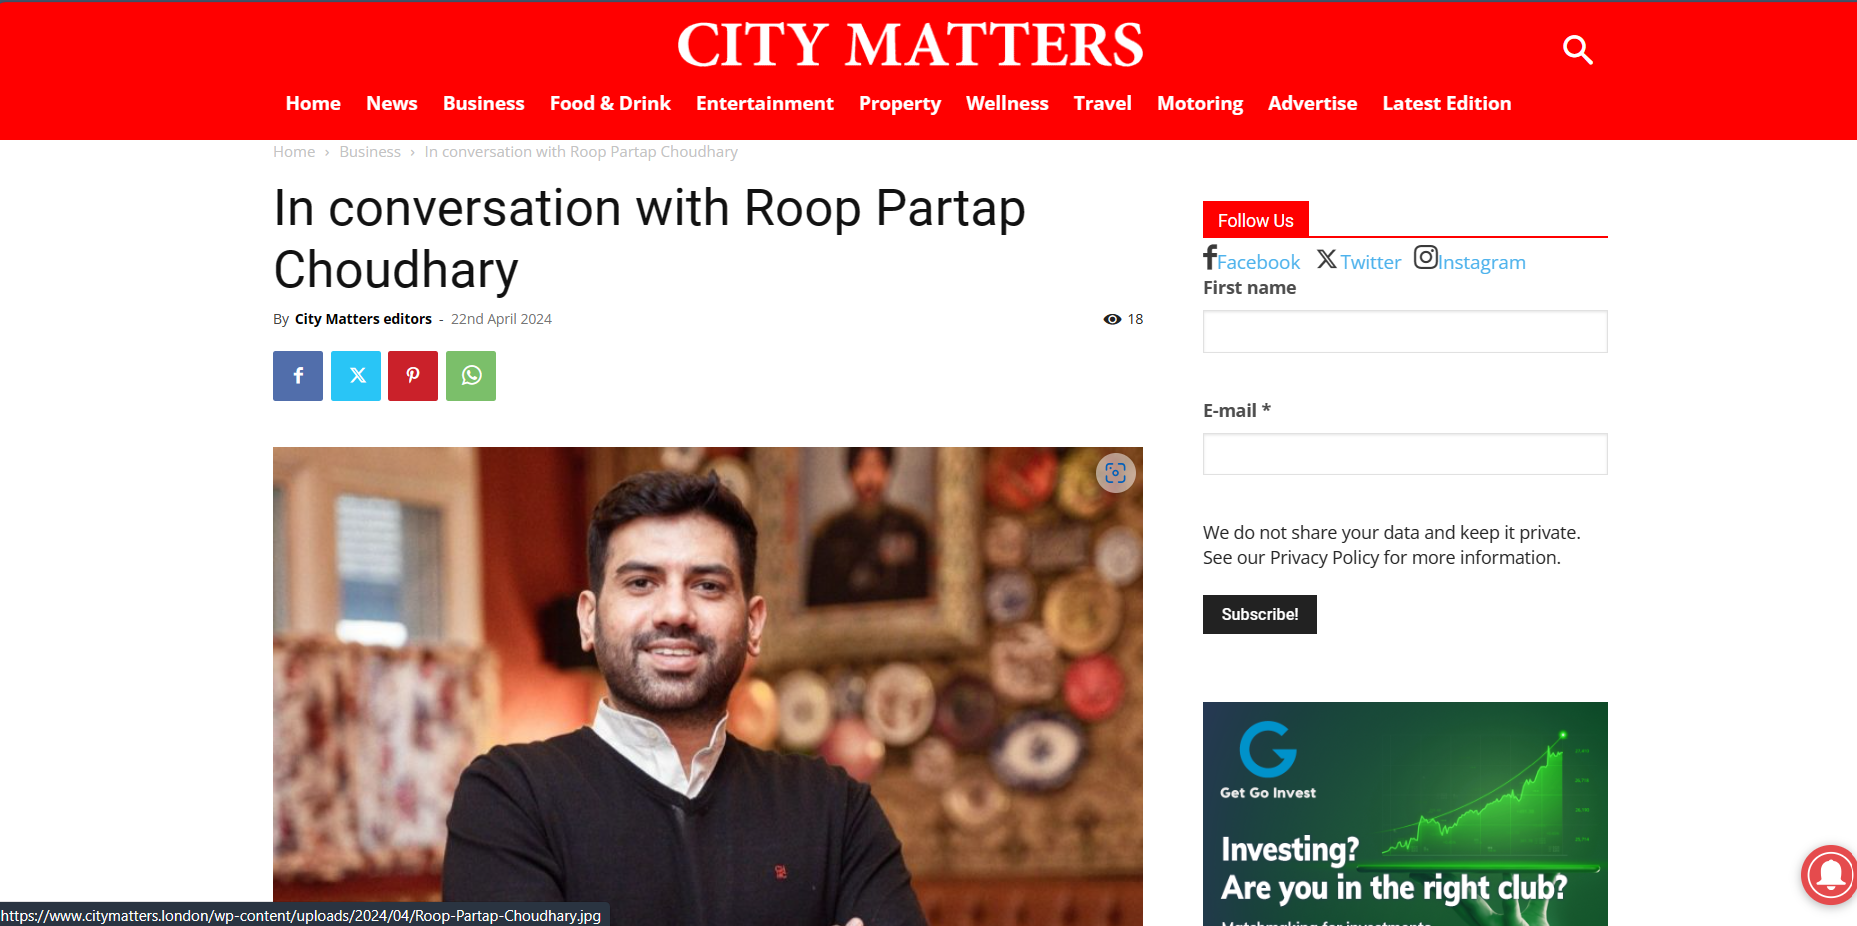 CITY MATTERS
Home News Business Food & Drink Entertainment Property Wellness Travel Motoring Advertise Latest Edition
Home › Business › In conversation with Roop Partap Choudhary
In conversation with Roop Partap
Choudhary
By City Matters editors - 22nd April 2024
18
Follow Us
Facebook Twitter Instagram
First name
E-mail *
We do not share your data and keep it private.
See our Privacy Policy for more information.
Subscribe!
Get Go Invest
Investing?
Are you in the right club?
Matchmaking for investments
https://www.citymatters.london/wp-content/uploads/2024/04/Roop-Partap-Choudhary.jpg